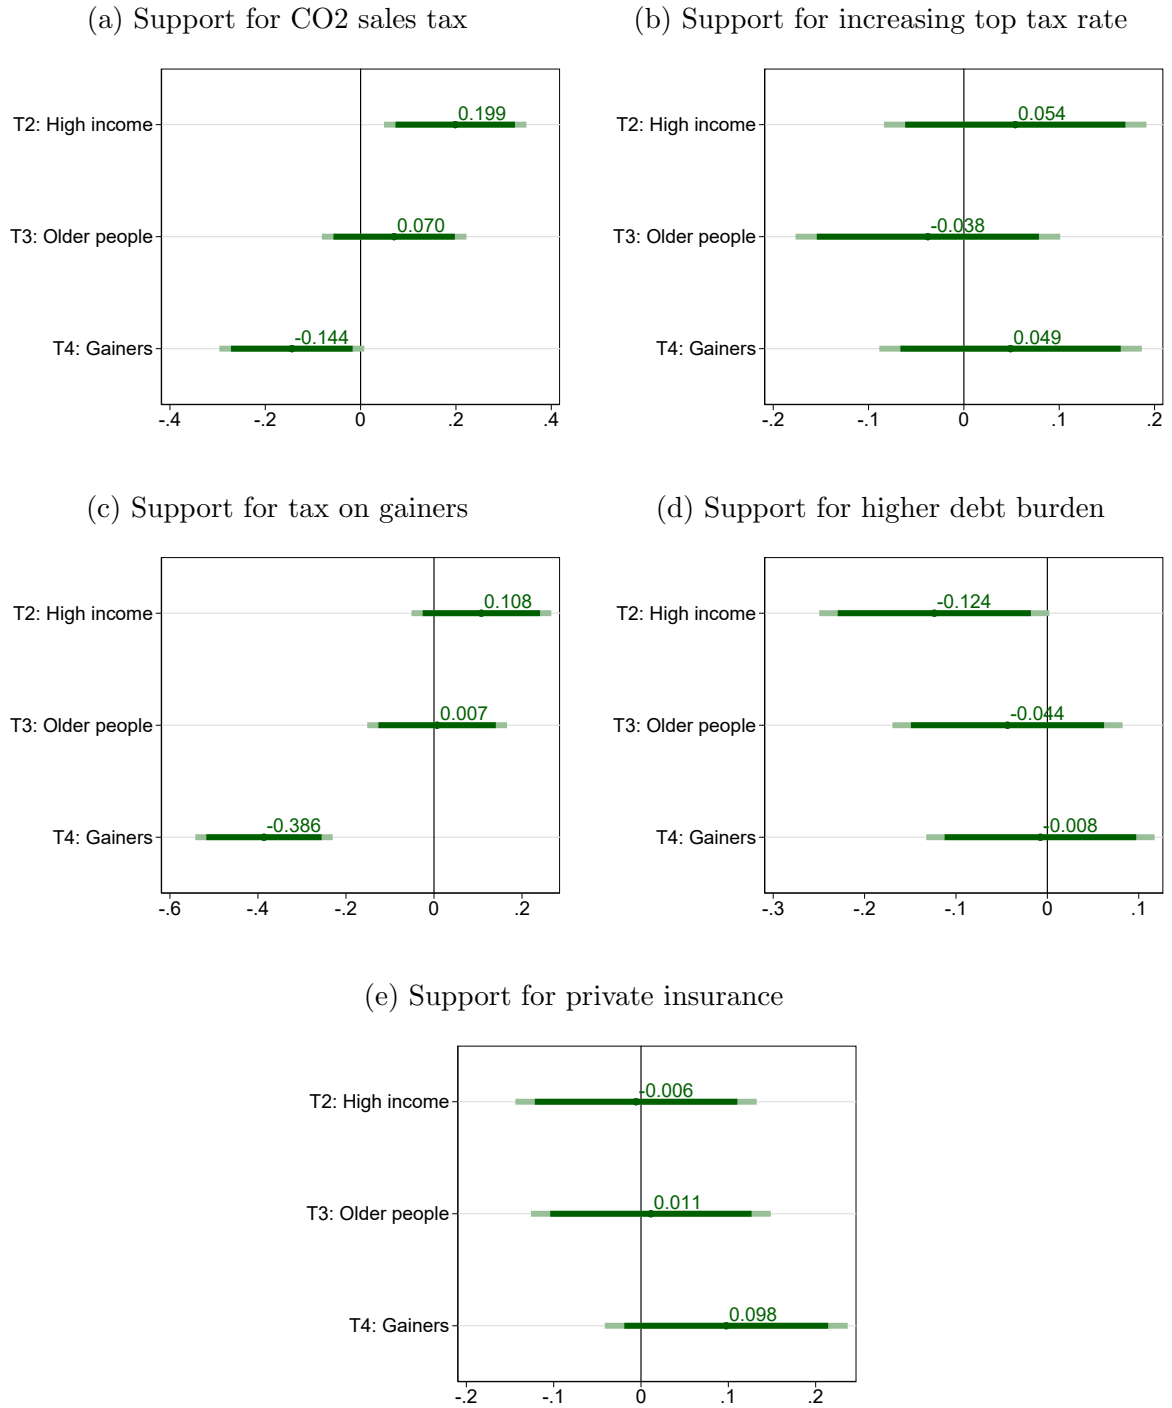 (a) Support for CO2 sales tax
T2: High income
0.199
T3: Older people
0.070
T4: Gainers
-0.144
-.4 -.2 0 .2 .4
(b) Support for increasing top tax rate
T2: High income
0.054
T3: Older people
-0.038
T4: Gainers
0.049
-.2 -.1 0 .1 .2
(c) Support for tax on gainers
T2: High income
0.108
T3: Older people
0.007
T4: Gainers
-0.386
-.6 -.4 -.2 0 .2
(d) Support for higher debt burden
T2: High income
-0.124
T3: Older people
-0.044
T4: Gainers
-0.008
-.3 -.2 -.1 0 .1
(e) Support for private insurance
T2: High income
-0.006
T3: Older people
0.011
T4: Gainers
0.098
-.2 -.1 0 .1 .2